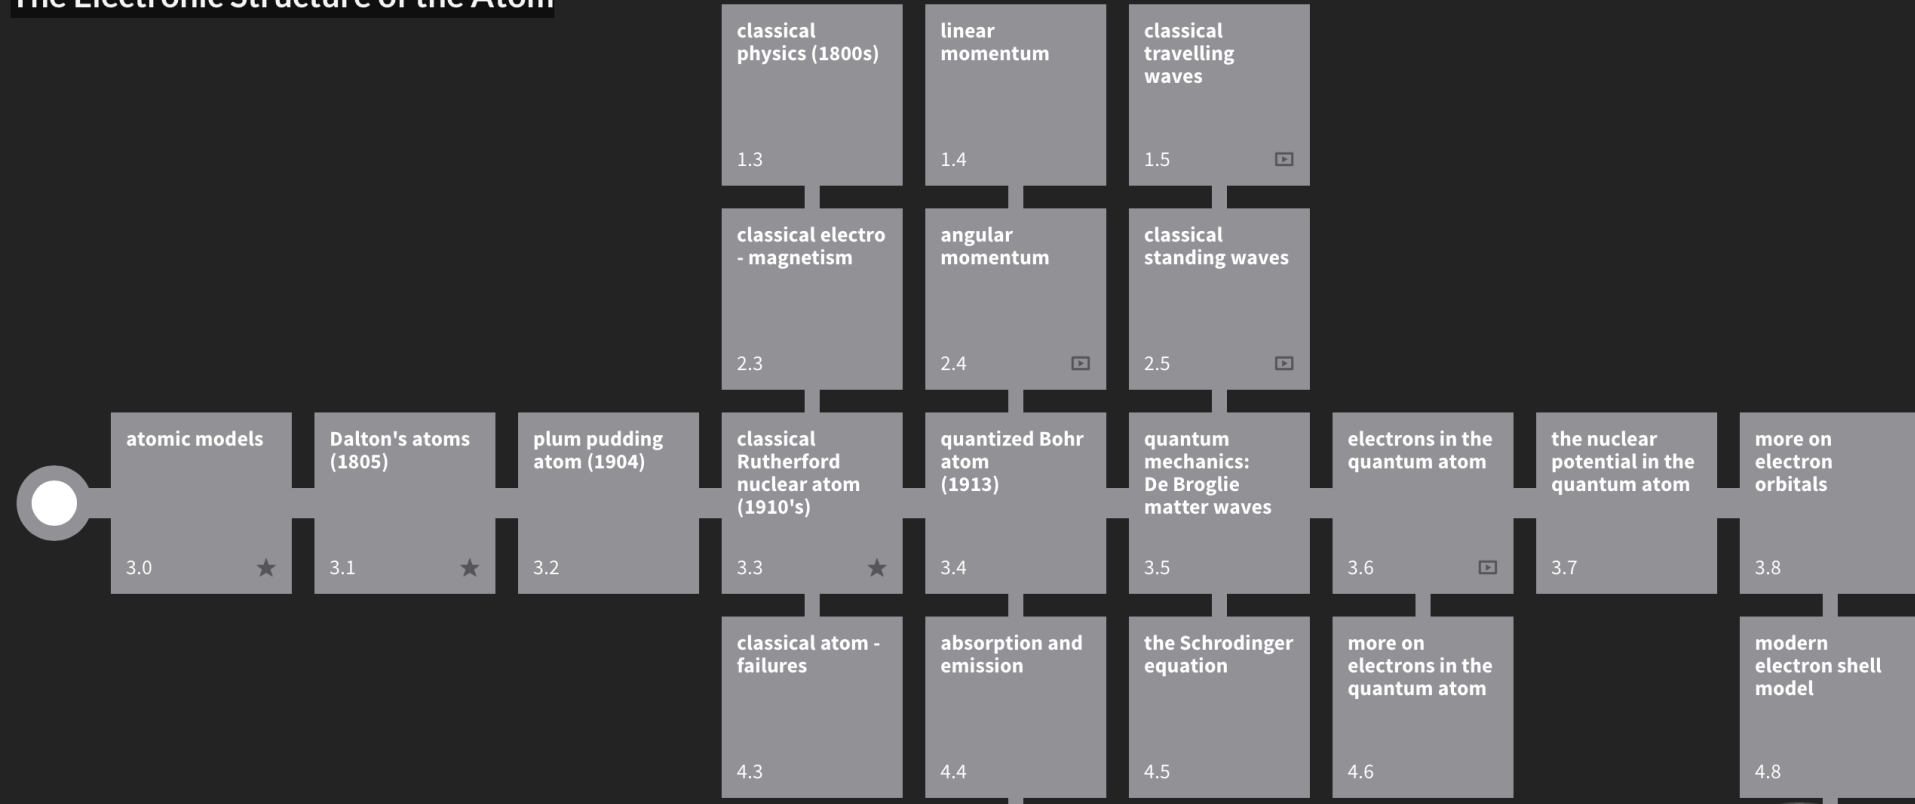 The Electronic Structure of the Atom
classical
physics (1800s)
1.3
linear
momentum
1.4
classical
travelling
waves
1.5
classical electro
- magnetism
2.3
angular
momentum
2.4
classical
standing waves
2.5
atomic models
3.0
Dalton's atoms
(1805)
3.1
plum pudding
atom (1904)
3.2
classical
Rutherford
nuclear atom
(1910's)
3.3
quantized Bohr
atom
(1913)
3.4
quantum
mechanics:
De Broglie
matter waves
3.5
electrons in the
quantum atom
3.6
the nuclear
potential in the
quantum atom
3.7
more on
electron
orbitals
3.8
classical atom -
failures
4.3
absorption and
emission
4.4
the Schrodinger
equation
4.5
more on
electrons in the
quantum atom
4.6
modern
electron shell
model
4.8